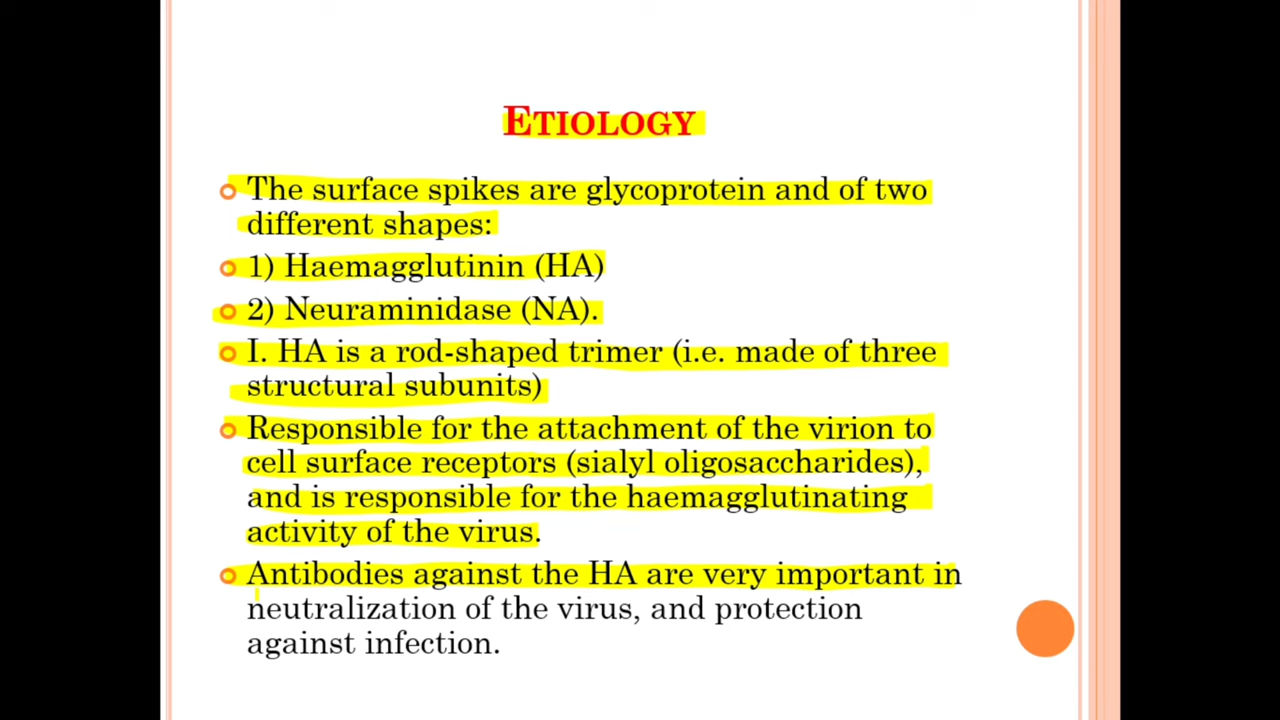 ETIOLOGY
The surface spikes are glycoprotein and of two
different shapes:
1) Haemagglutinin (HA)
2) Neuraminidase (NA).
I. HA is a rod-shaped trimer (i.e. made of three
structural subunits)
Responsible for the attachment of the virion to
cell surface receptors (sialyl oligosaccharides),
and is responsible for the haemagglutinating
activity of the virus.
Antibodies against the HA are very important in
neutralization of the virus, and protection
against infection.